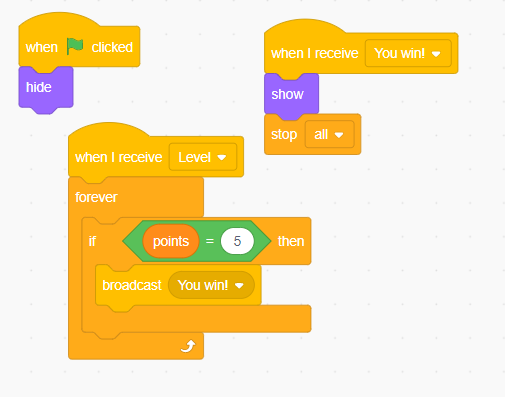 when clicked
hide
when I receive You win!
show
stop all
when I receive Level
forever
if points = 5 then
broadcast You win!